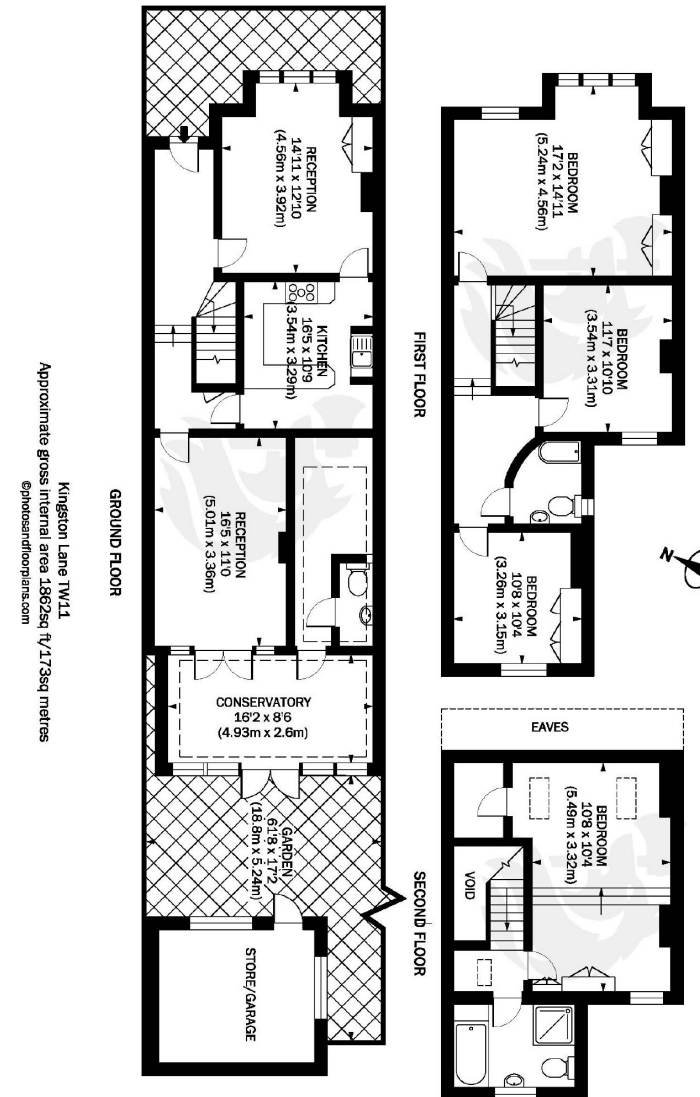 RECEPTION
14'11 x 12'10
(4.56m x 3.92m)
KITCHEN
16'5 x 10'9
(3.54m x 3.29m)
RECEPTION
16'5 x 11'0
(5.01m x 3.36m)
CONSERVATORY
16'2 x 8'6
(4.93m x 2.6m)
GARDEN
61'8 x 17'2
(18.8m x 5.24m)
STORE/GARAGE
GROUND FLOOR
BEDROOM
17'2 x 14'11
(5.24m x 4.56m)
BEDROOM
11'7 x 10'10
(3.54m x 3.31m)
BEDROOM
10'8 x 10'4
(3.26m x 3.15m)
FIRST FLOOR
N
EAVES
BEDROOM
10'8 x 10'4
(5.49m x 3.32m)
VOID
SECOND FLOOR
Kingston Lane TW11
Approximate gross internal area 1862sq ft/173sq metres
©photosandfloorplans.com